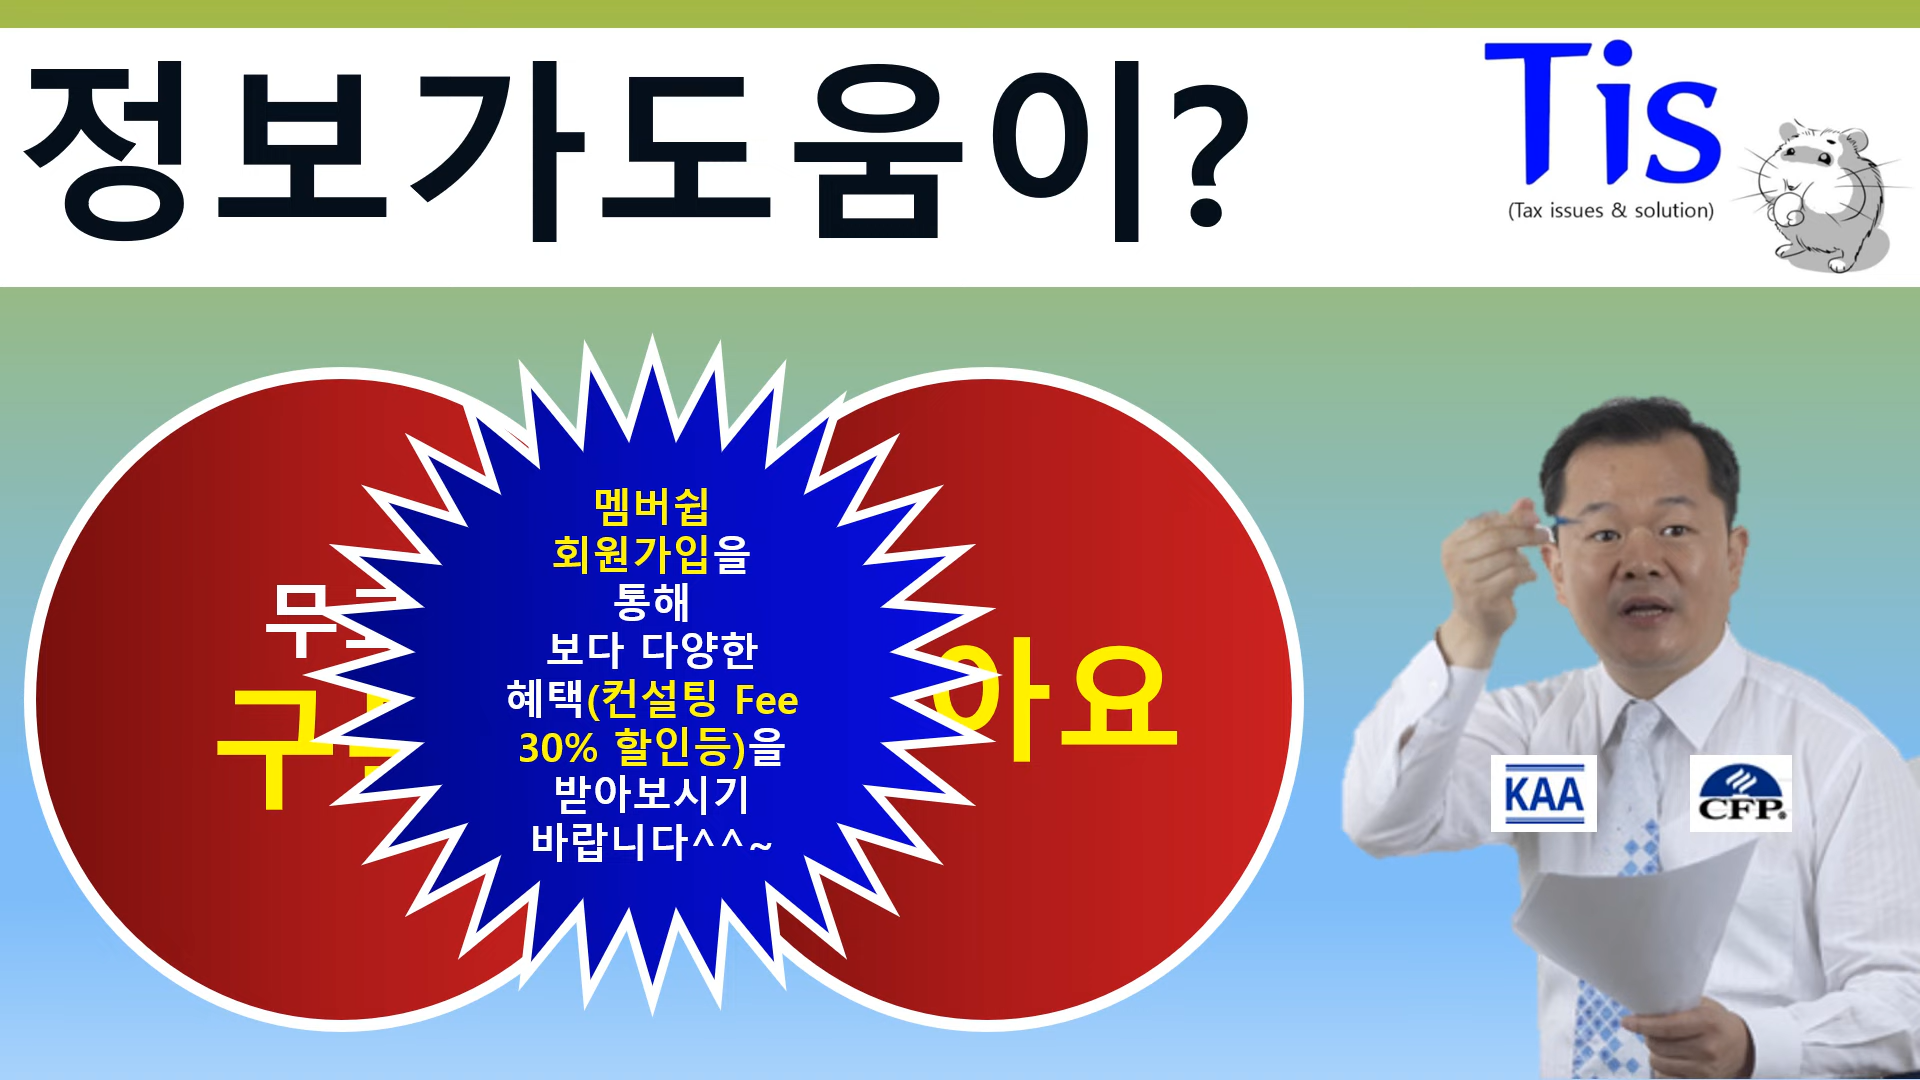 정보가도움이?
Tis
(Tax issues & solution)
멤버쉽
회원가입을
통해
보다 다양한
혜택(컨설팅 Fee
30% 할인등)을
받아보시기
바랍니다^^~
무
구
아요
KAA
CFP®